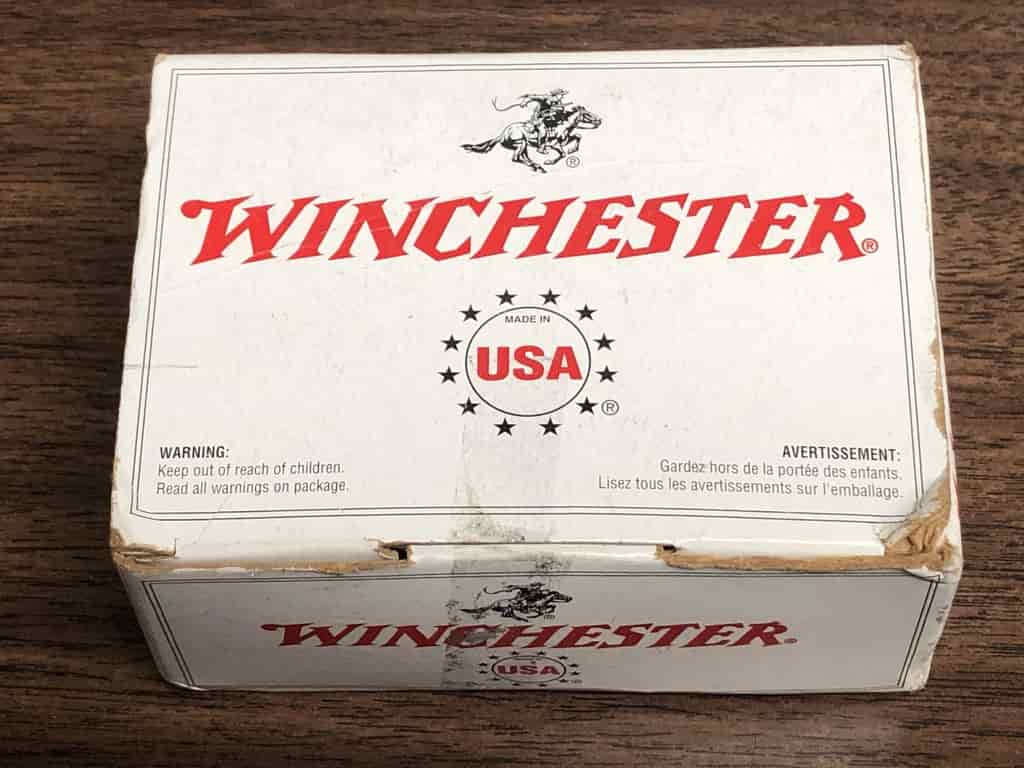 ®
WINCHESTER®
MADE IN
USA
®
WARNING:
Keep out of reach of children.
Read all warnings on package.
AVERTISSEMENT:
Gardez hors de la portée des enfants.
Lisez tous les avertissements sur l'emballage.
®
WINCHESTER®
USA
®